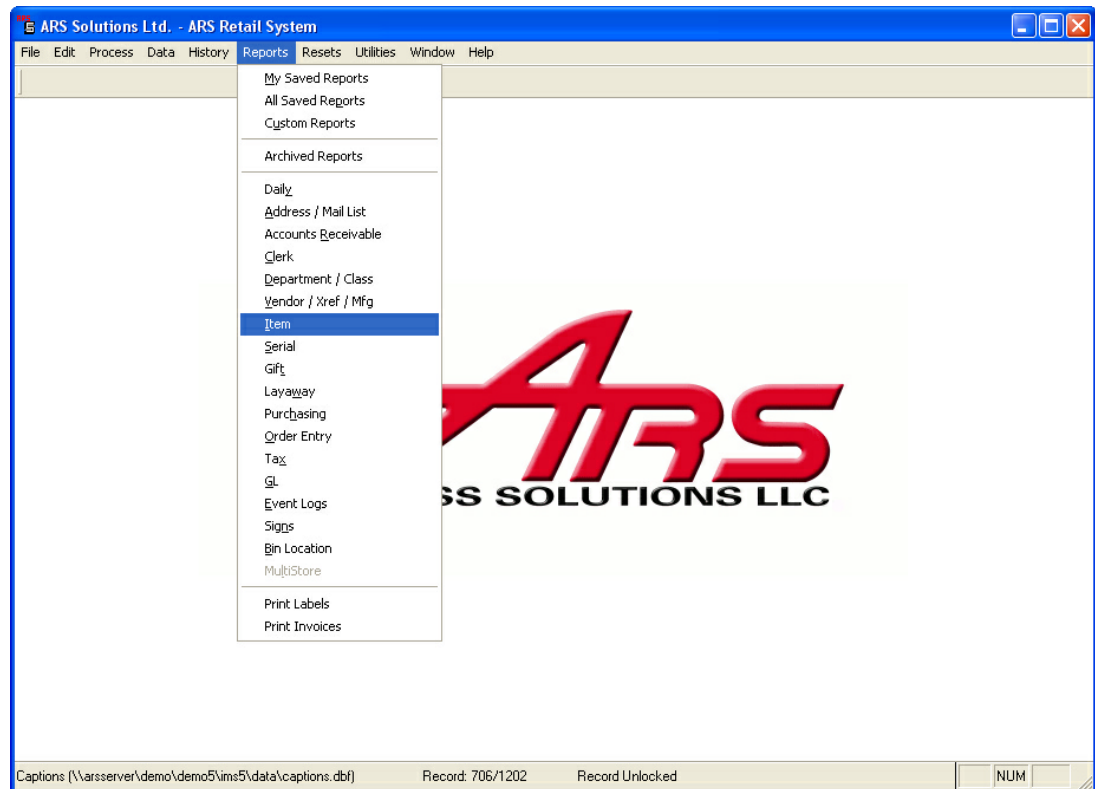 ARS Solutions Ltd. - ARS Retail System
File Edit Process Data History Reports Resets Utilities Window Help
My Saved Reports
All Saved Reports
Custom Reports
Archived Reports
Daily
Address / Mail List
Accounts Receivable
Clerk
Department / Class
Vendor / Xref / Mfg
Item
Serial
Gift
Layaway
Purchasing
Order Entry
Tax
GL
Event Logs
Signs
Bin Location
MultiStore
Print Labels
Print Invoices
ARS
SS SOLUTIONS LLC
Captions (\\arsserver\demo\demo5\ims5\data\captions.dbf) Record: 706/1202 Record Unlocked NUM